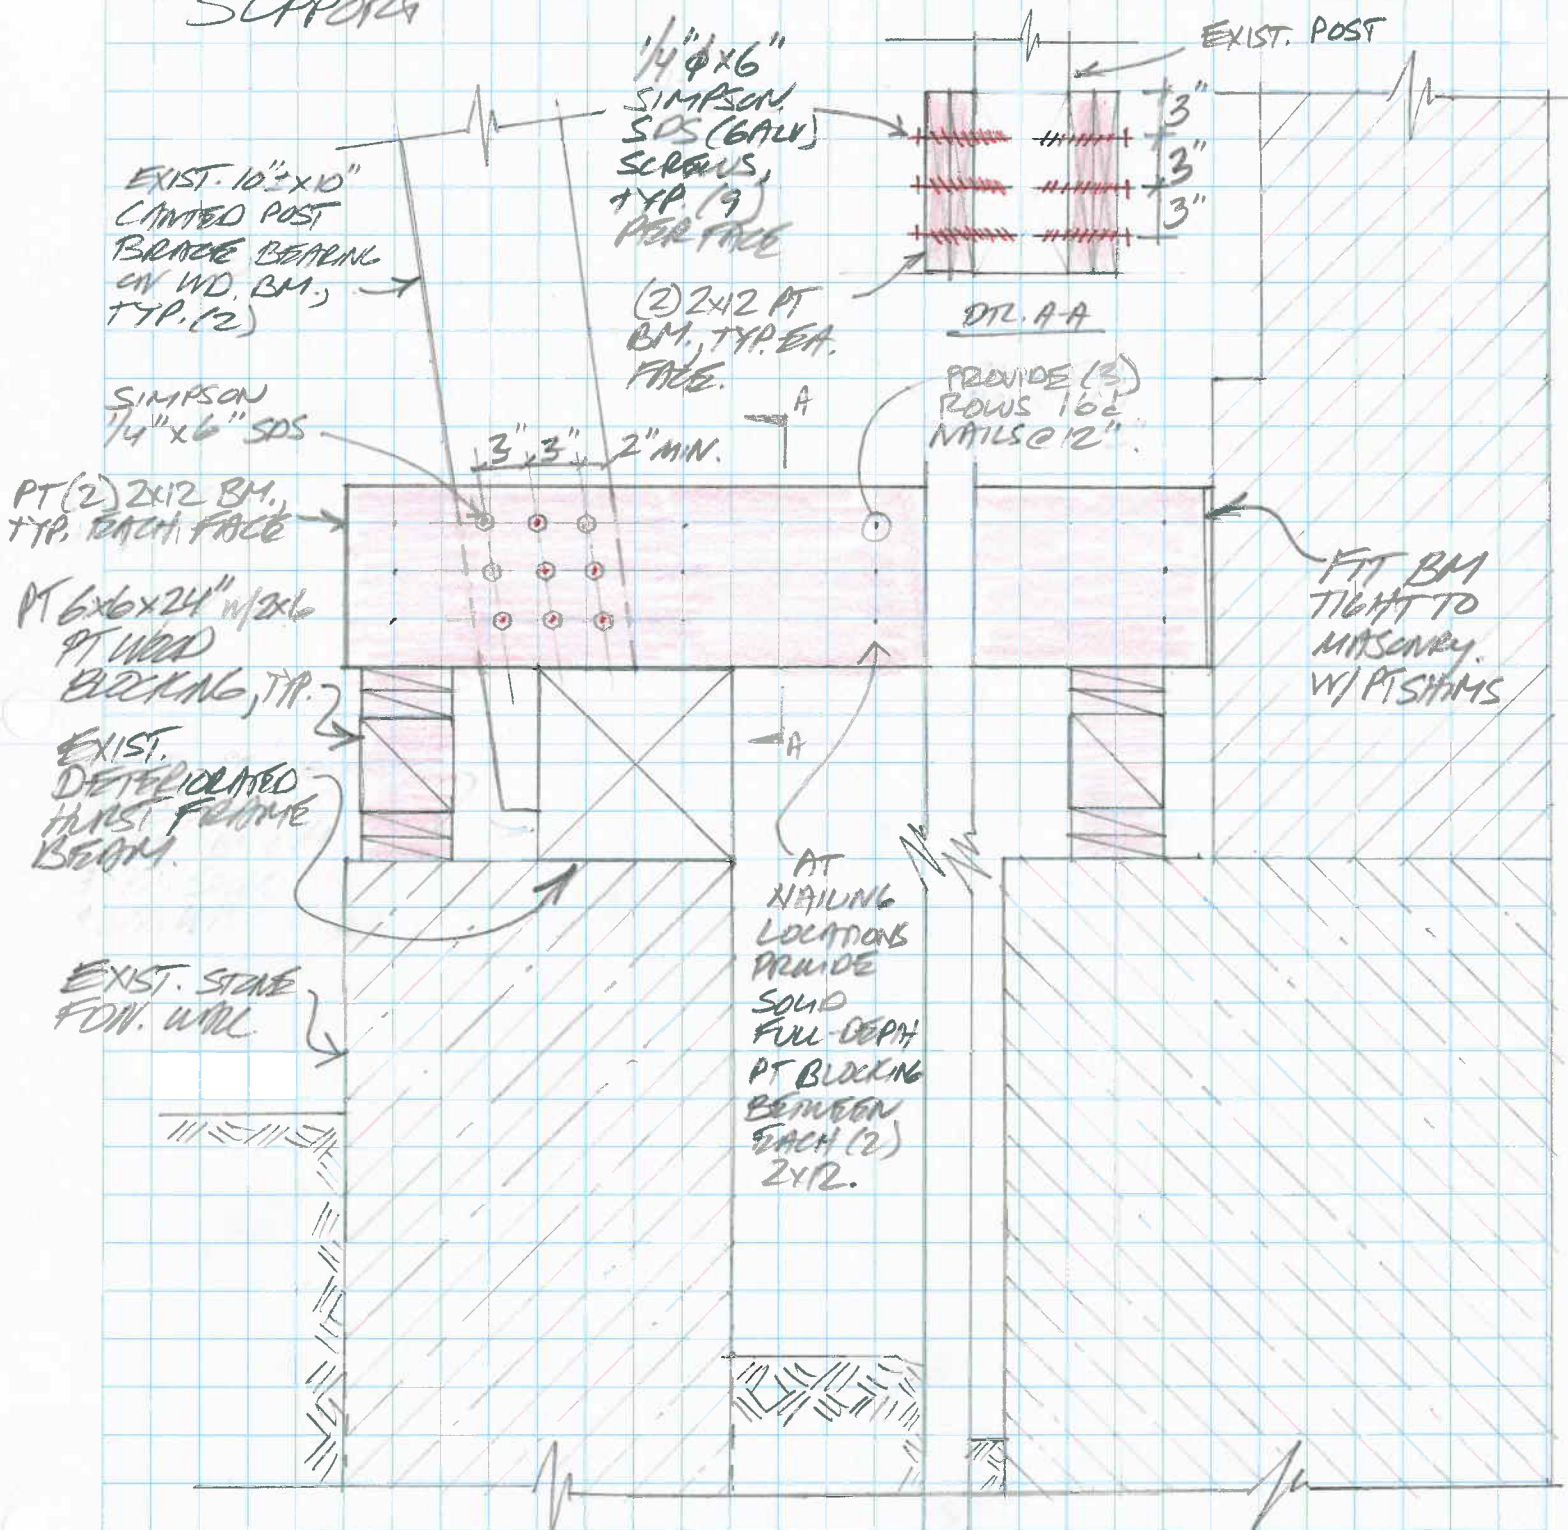 SUPPORT
1/4"φx6"
SIMPSON
SDS (GALV)
SCREWS,
TYP. (9)
PER FACE
EXIST. POST
3"
3"
3"
EXIST. 10"±x10"
CANTED POST
BRACE BEARING
ON WD. BM.,
TYP. (2)
(2) 2x12 PT
BM., TYP. EA.
FACE.
DTL. A-A
SIMPSON
1/4"x6" SDS
3" 3" 2" MIN.
A
PROVIDE (3)
ROWS 16d
NAILS @ 12"
PT (2) 2x12 BM.,
TYP. EACH FACE
PT 6x6x24" W/2x6
PT WOOD
BLOCKING, TYP.
FIT BM
TIGHT TO
MASONRY.
W/ PT SHIMS
A
EXIST.
DETERIORATED
HURST FRAME
BEAM.
AT
NAILING
LOCATIONS
PROVIDE
SOLID
FULL-DEPTH
PT BLOCKING
BETWEEN
EACH (2)
2x12.
EXIST. STONE
FDN. WALL